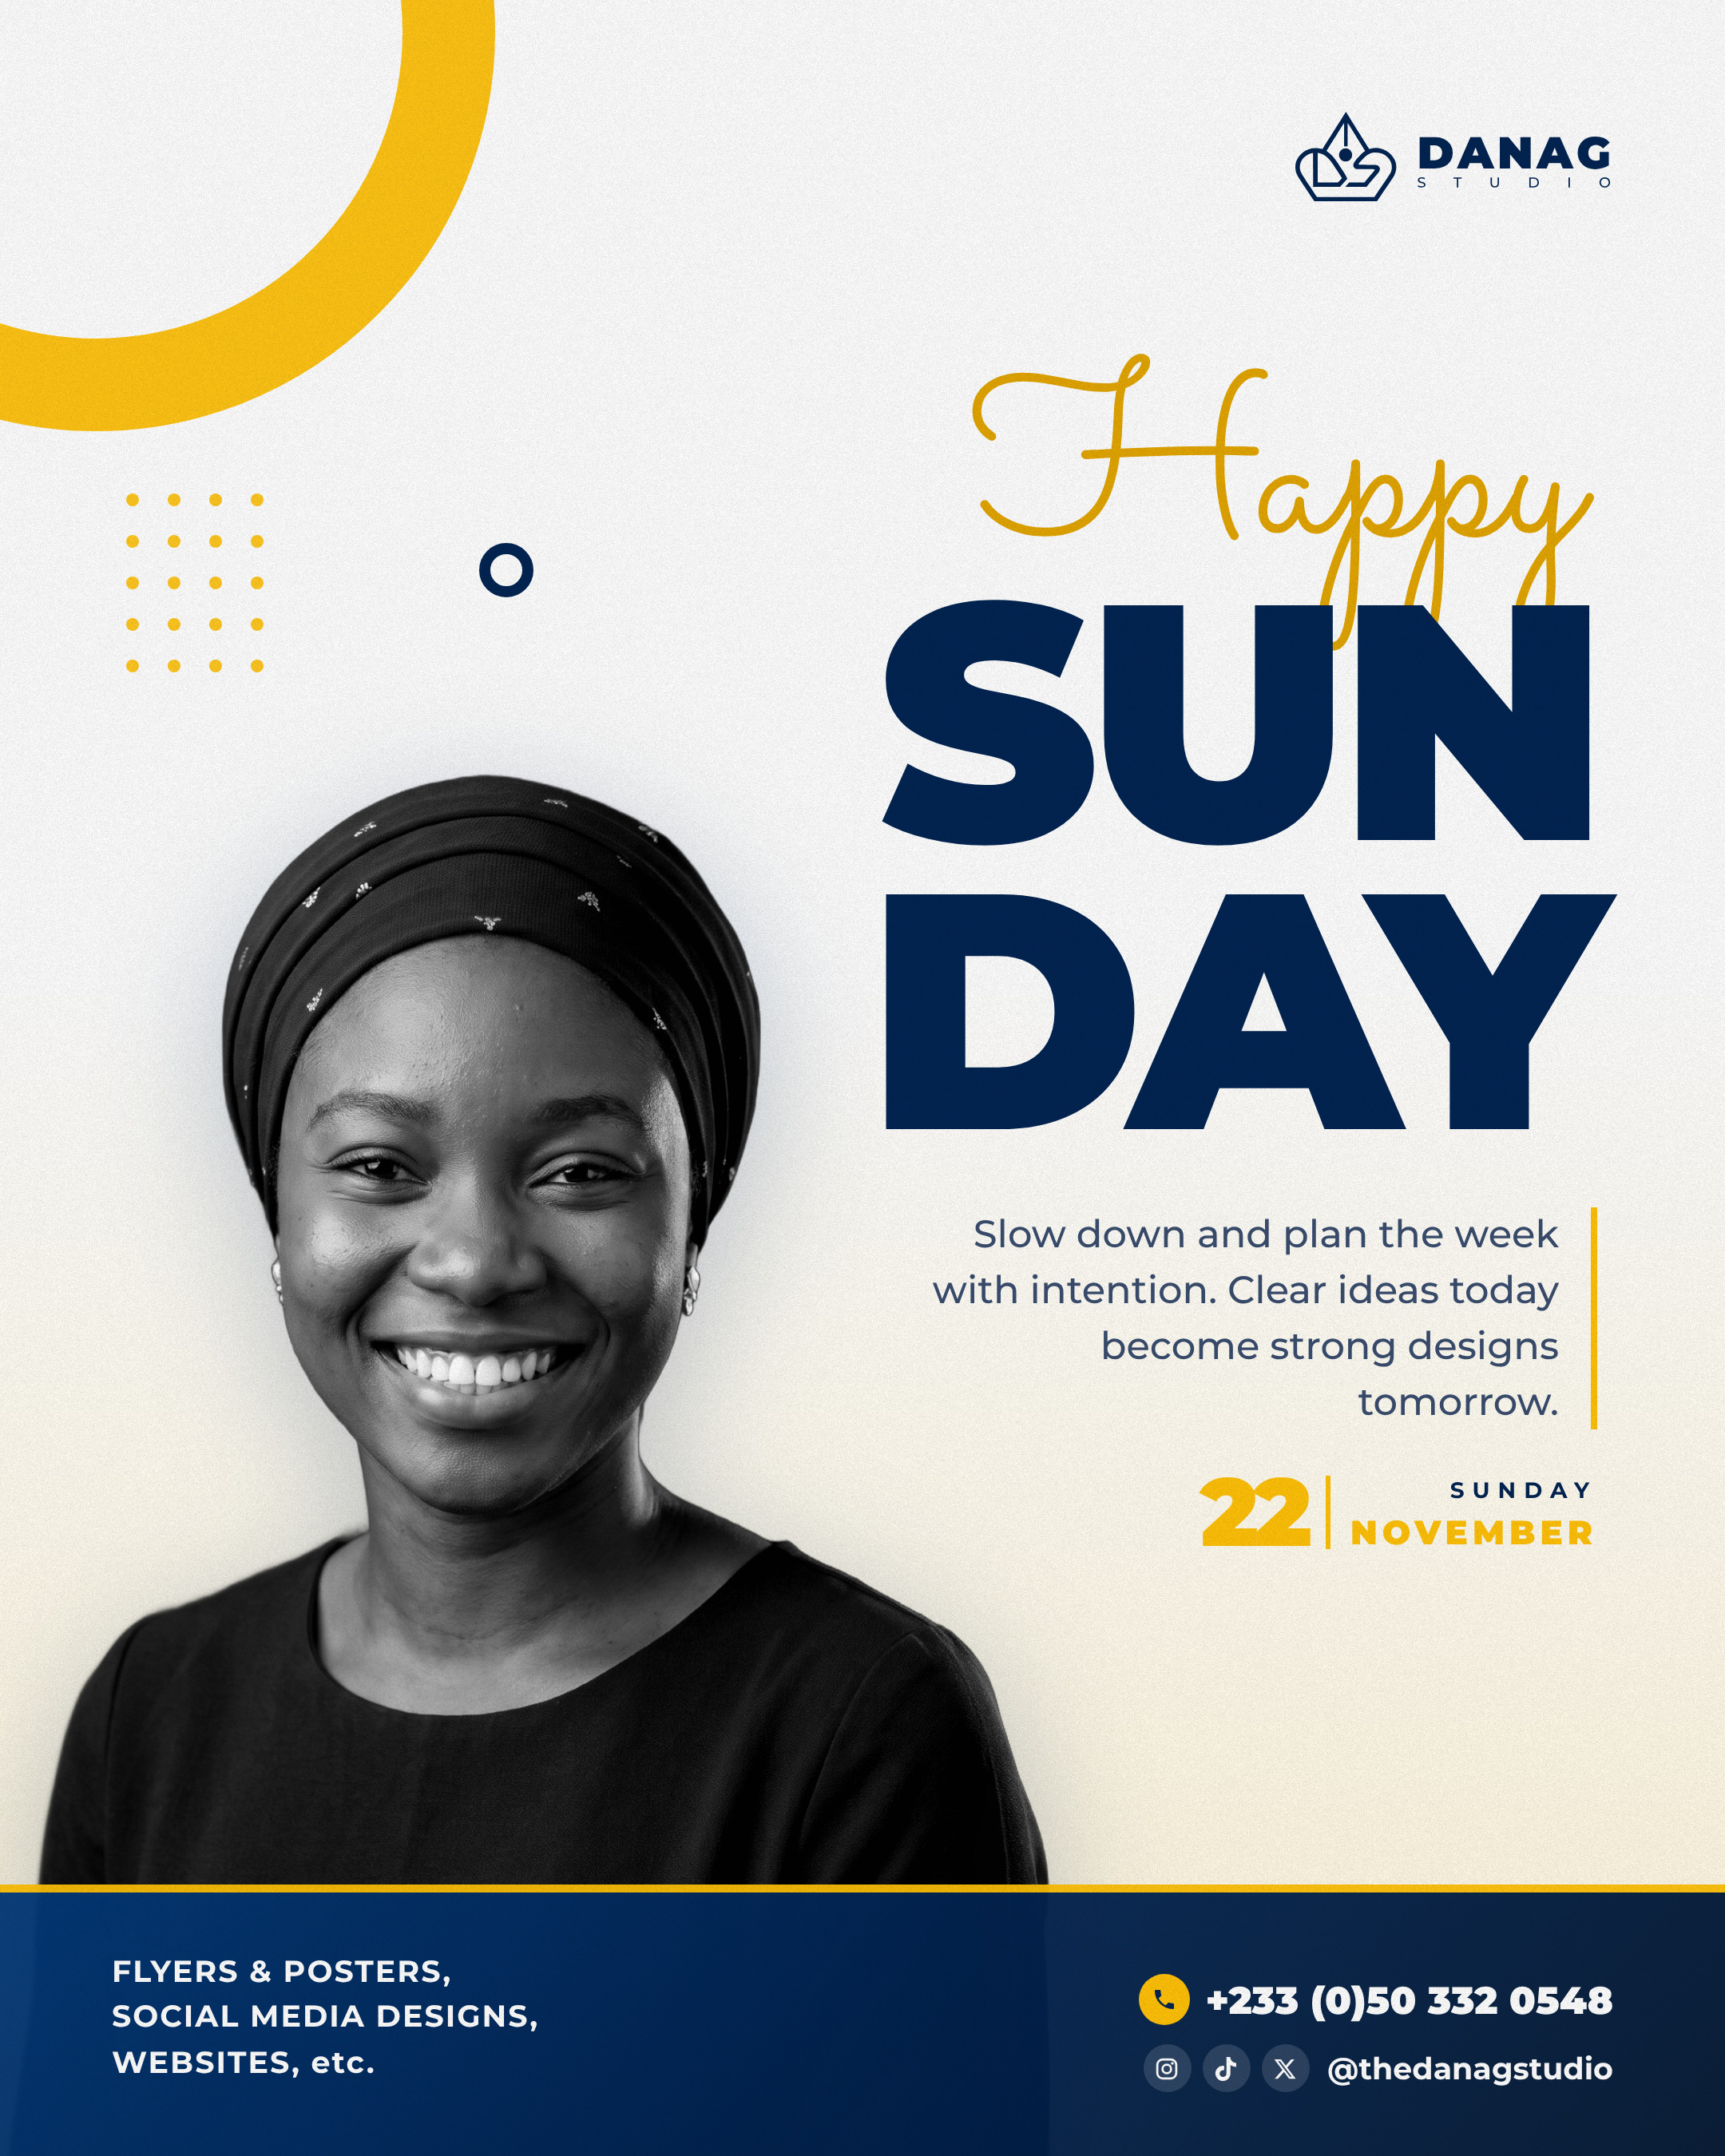 DANAG
STUDIO
Happy
SUN
DAY
Slow down and plan the week
with intention. Clear ideas today
become strong designs
tomorrow.
22
SUNDAY
NOVEMBER
FLYERS & POSTERS,
SOCIAL MEDIA DESIGNS,
WEBSITES, etc.
+233 (0)50 332 0548
@thedanagstudio